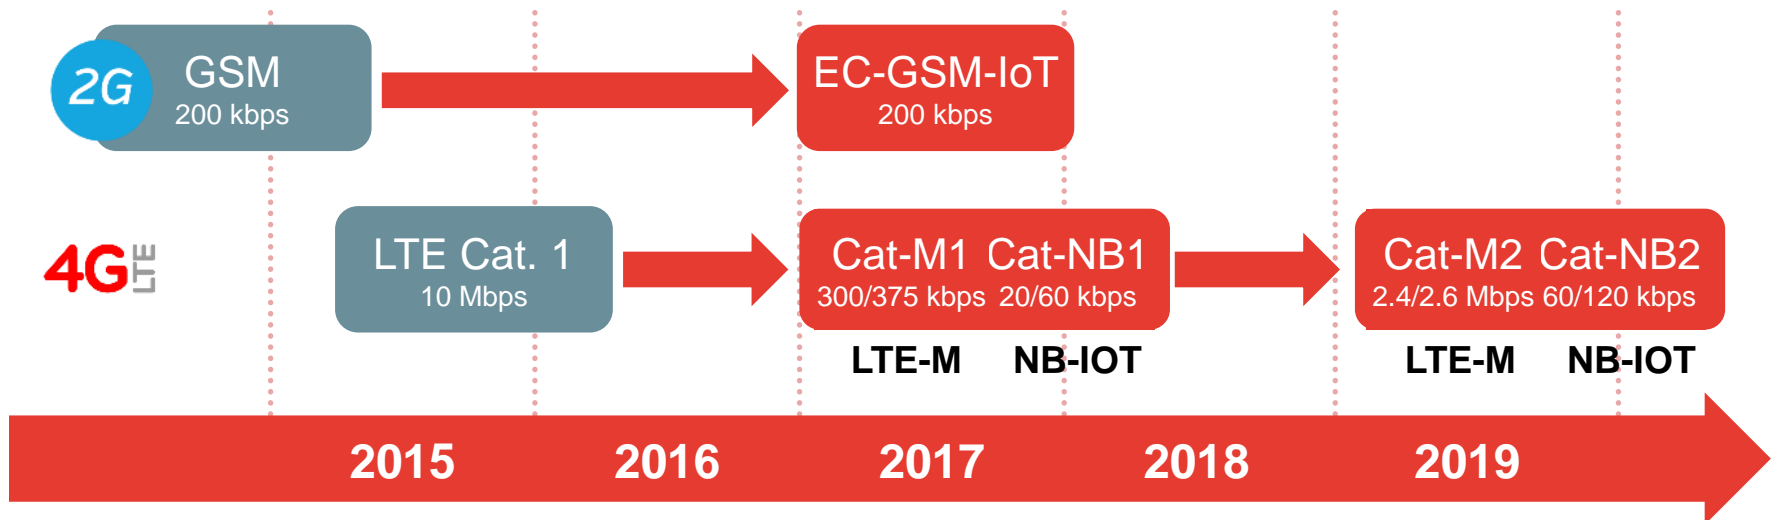 2G
GSM
200 kbps
EC-GSM-IoT
200 kbps
4G LTE
LTE Cat. 1
10 Mbps
Cat-M1 Cat-NB1
300/375 kbps 20/60 kbps
Cat-M2 Cat-NB2
2.4/2.6 Mbps 60/120 kbps
LTE-M NB-IOT
LTE-M NB-IOT
2015 2016 2017 2018 2019